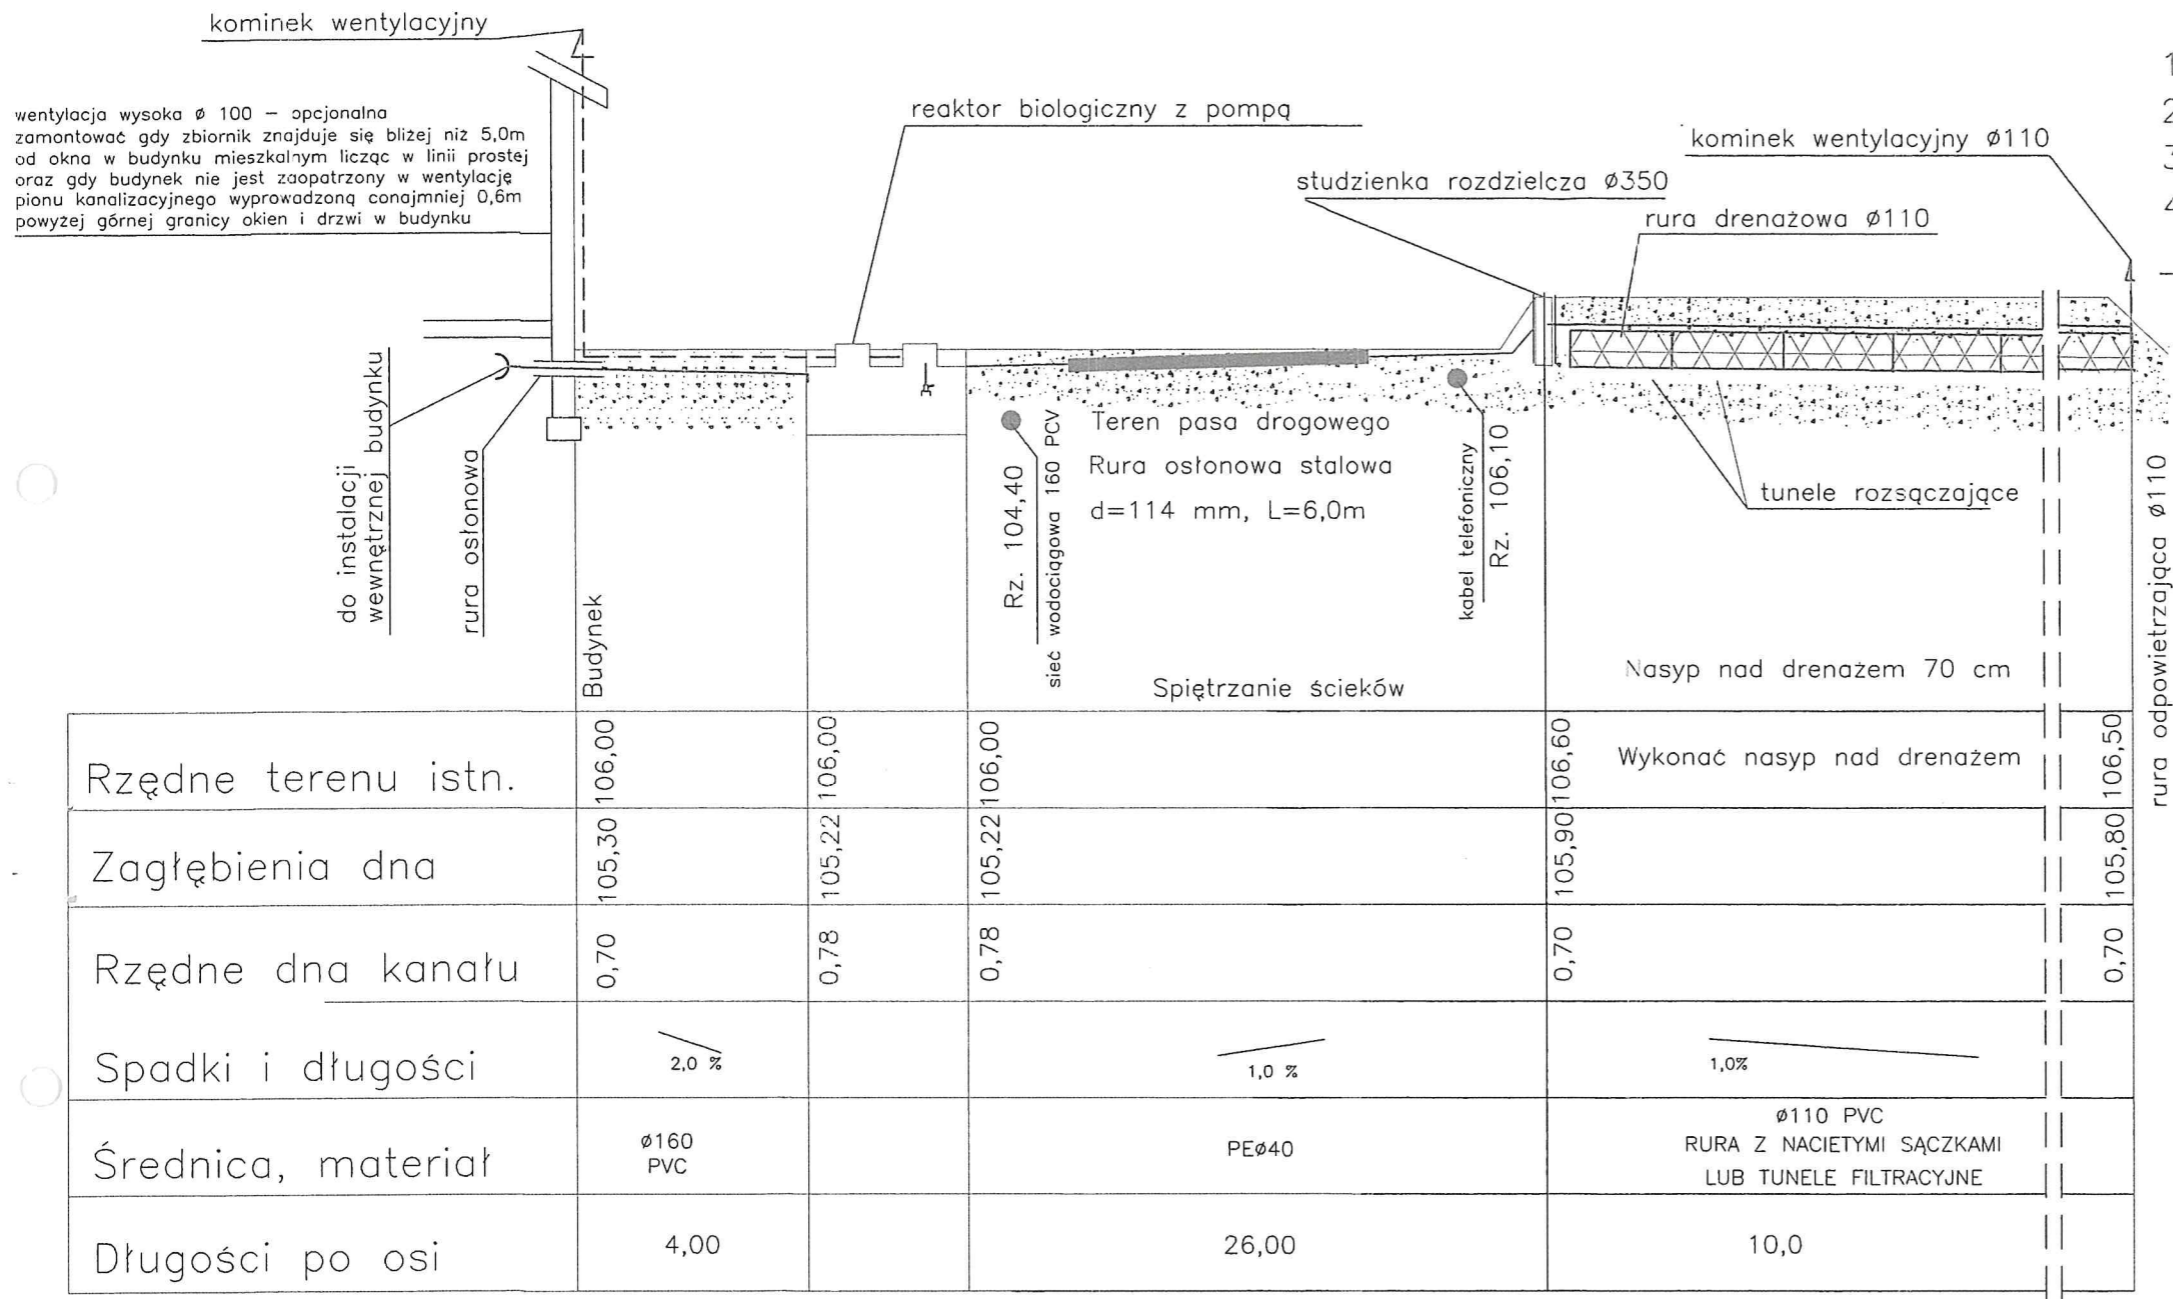 kominek wentylacyjny
wentylacja wysoka ø 100 – opcjonalna
zamontować gdy zbiornik znajduje się bliżej niż 5,0m
od okna w budynku mieszkalnym licząc w linii prostej
oraz gdy budynek nie jest zaopatrzony w wentylację
pionu kanalizacyjnego wyprowadzoną conajmniej 0,6m
powyżej górnej granicy okien i drzwi w budynku
reaktor biologiczny z pompą
kominek wentylacyjny ø110
studzienka rozdzielcza ø350
rura drenażowa ø110
1
2
3
4
do instalacji
wewnętrznej budynku
rura osłonowa
Budynek
Rz. 104,40
sieć wodociągowa 160 PCV
Teren pasa drogowego
Rura osłonowa stalowa
d=114 mm, L=6,0m
kabel telefoniczny
Rz. 106,10
tunele rozsączające
rura odpowietrzająca ø110
Spiętrzanie ścieków
Nasyp nad drenażem 70 cm
Rzędne terenu istn.
106,00
106,00
106,00
106,60
Wykonać nasyp nad drenażem
106,50
Zagłębienia dna
105,30
105,22
105,22
105,90
105,80
Rzędne dna kanału
0,70
0,78
0,78
0,70
0,70
Spadki i długości
2,0 %
1,0 %
1,0%
Średnica, materiał
ø160
PVC
PEø40
ø110 PVC
RURA Z NACIETYMI SĄCZKAMI
LUB TUNELE FILTRACYJNE
Długości po osi
4,00
26,00
10,0